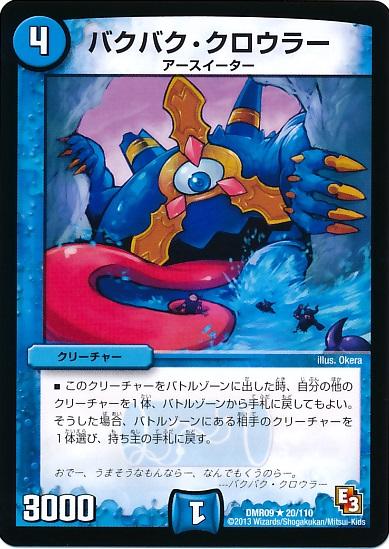 4
バクバク・クロウラー
アースイーター
クリーチャー
illus. Okera
■ このクリーチャーをバトルゾーンに出した時、自分の他の
クリーチャーを1体、バトルゾーンから手札に戻してもよい。
そうした場合、バトルゾーンにある相手のクリーチャーを
1体選び、持ち主の手札に戻す。
おでー、うまそうなもんならー、なんでもくうのらー。
---バクバク・クロウラー
3000
1
E3
DMR09 ★ 20/110
©2013 Wizards/Shogakukan/Mitsui-Kids